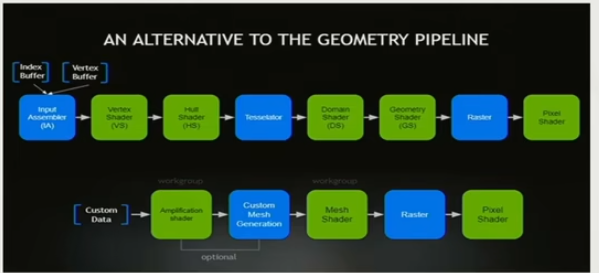 AN ALTERNATIVE TO THE GEOMETRY PIPELINE
Index
Buffer
Vertex
Buffer
Input
Assembler
(IA)
Vertex
Shader
(VS)
Hull
Shader
(HS)
Tesselator
Domain
Shader
(DS)
Geometry
Shader
(GS)
Raster
Pixel
Shader
workgroup
workgroup
Custom
Data
Amplification
shader
Custom
Mesh
Generation
Mesh
Shader
Raster
Pixel
Shader
optional